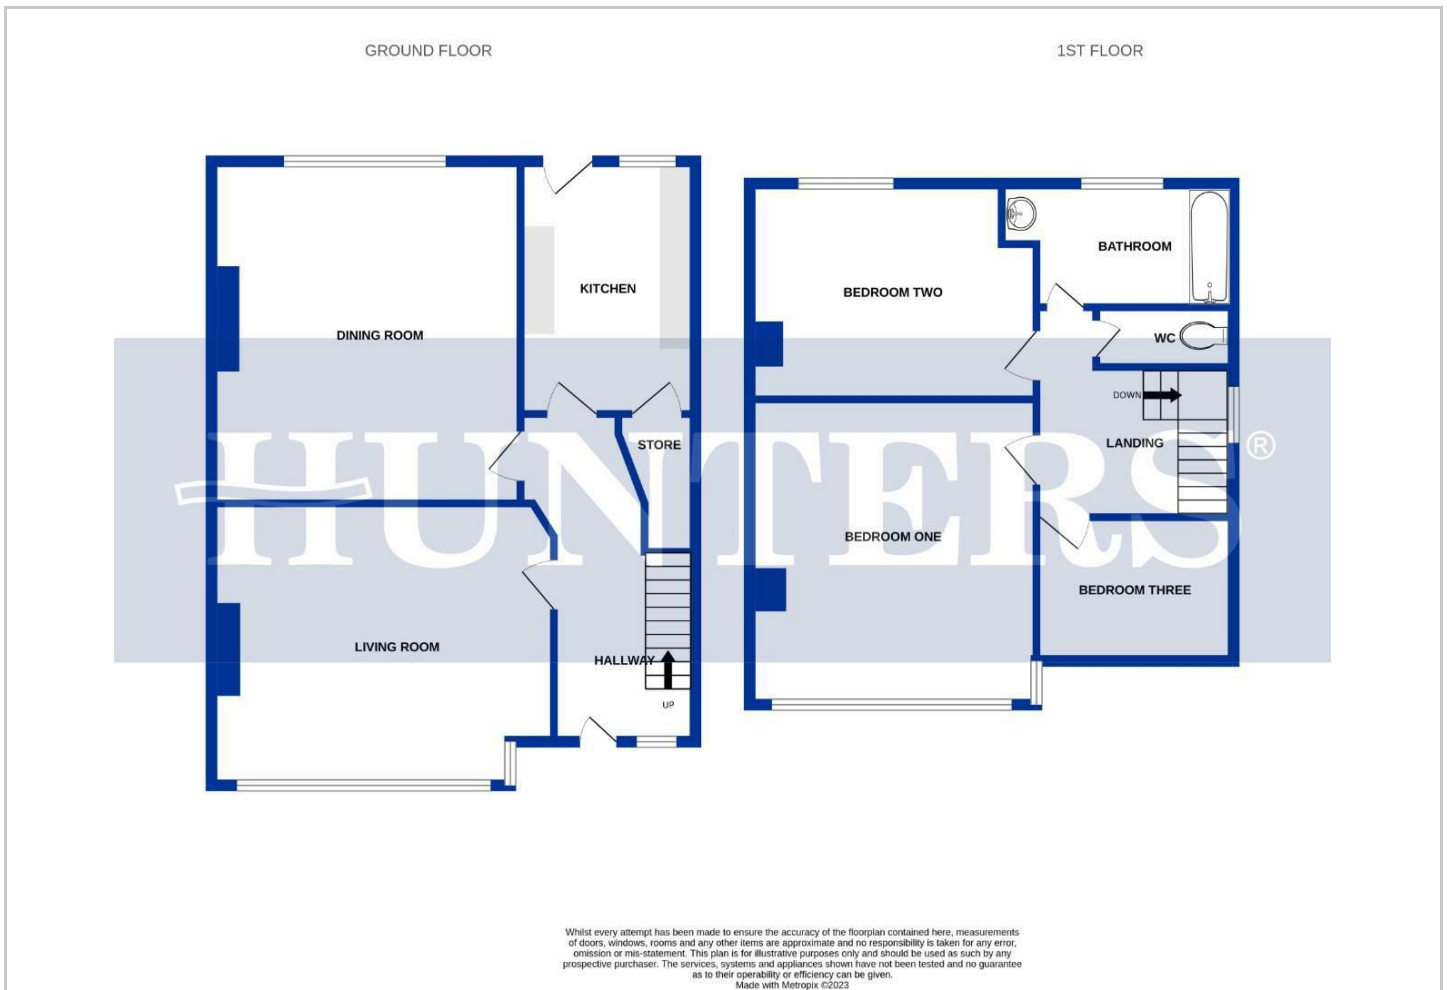 GROUND FLOOR
1ST FLOOR
KITCHEN
DINING ROOM
STORE
LIVING ROOM
HALLWAY
UP
BATHROOM
BEDROOM TWO
WC
DOWN
LANDING
BEDROOM ONE
BEDROOM THREE
HUNTERS®
Whilst every attempt has been made to ensure the accuracy of the floorplan contained here, measurements
of doors, windows, rooms and any other items are approximate and no responsibility is taken for any error,
omission or mis-statement. This plan is for illustrative purposes only and should be used as such by any
prospective purchaser. The services, systems and appliances shown have not been tested and no guarantee
as to their operability or efficiency can be given.
Made with Metropix ©2023